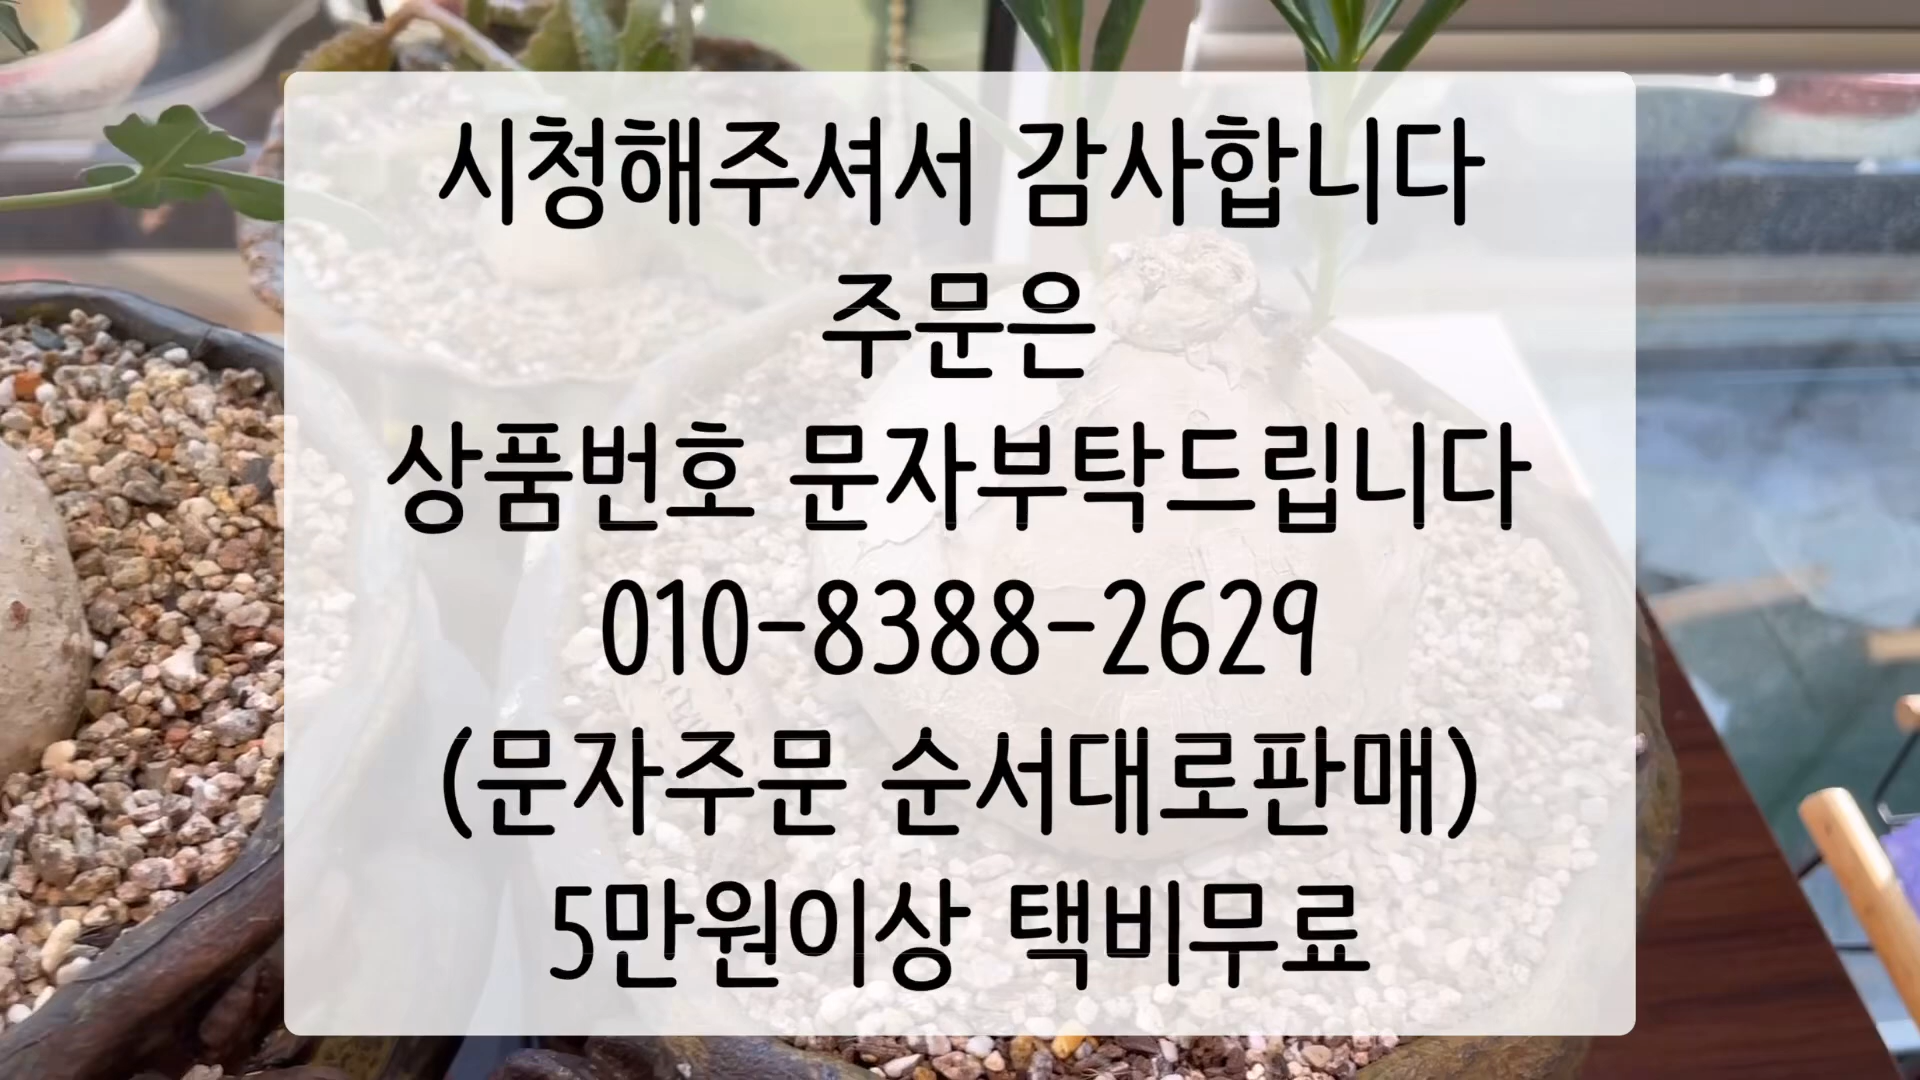 시청해주셔서 감사합니다
주문은
상품번호 문자부탁드립니다
010-8388-2629
(문자주문 순서대로판매)
5만원이상 택비무료